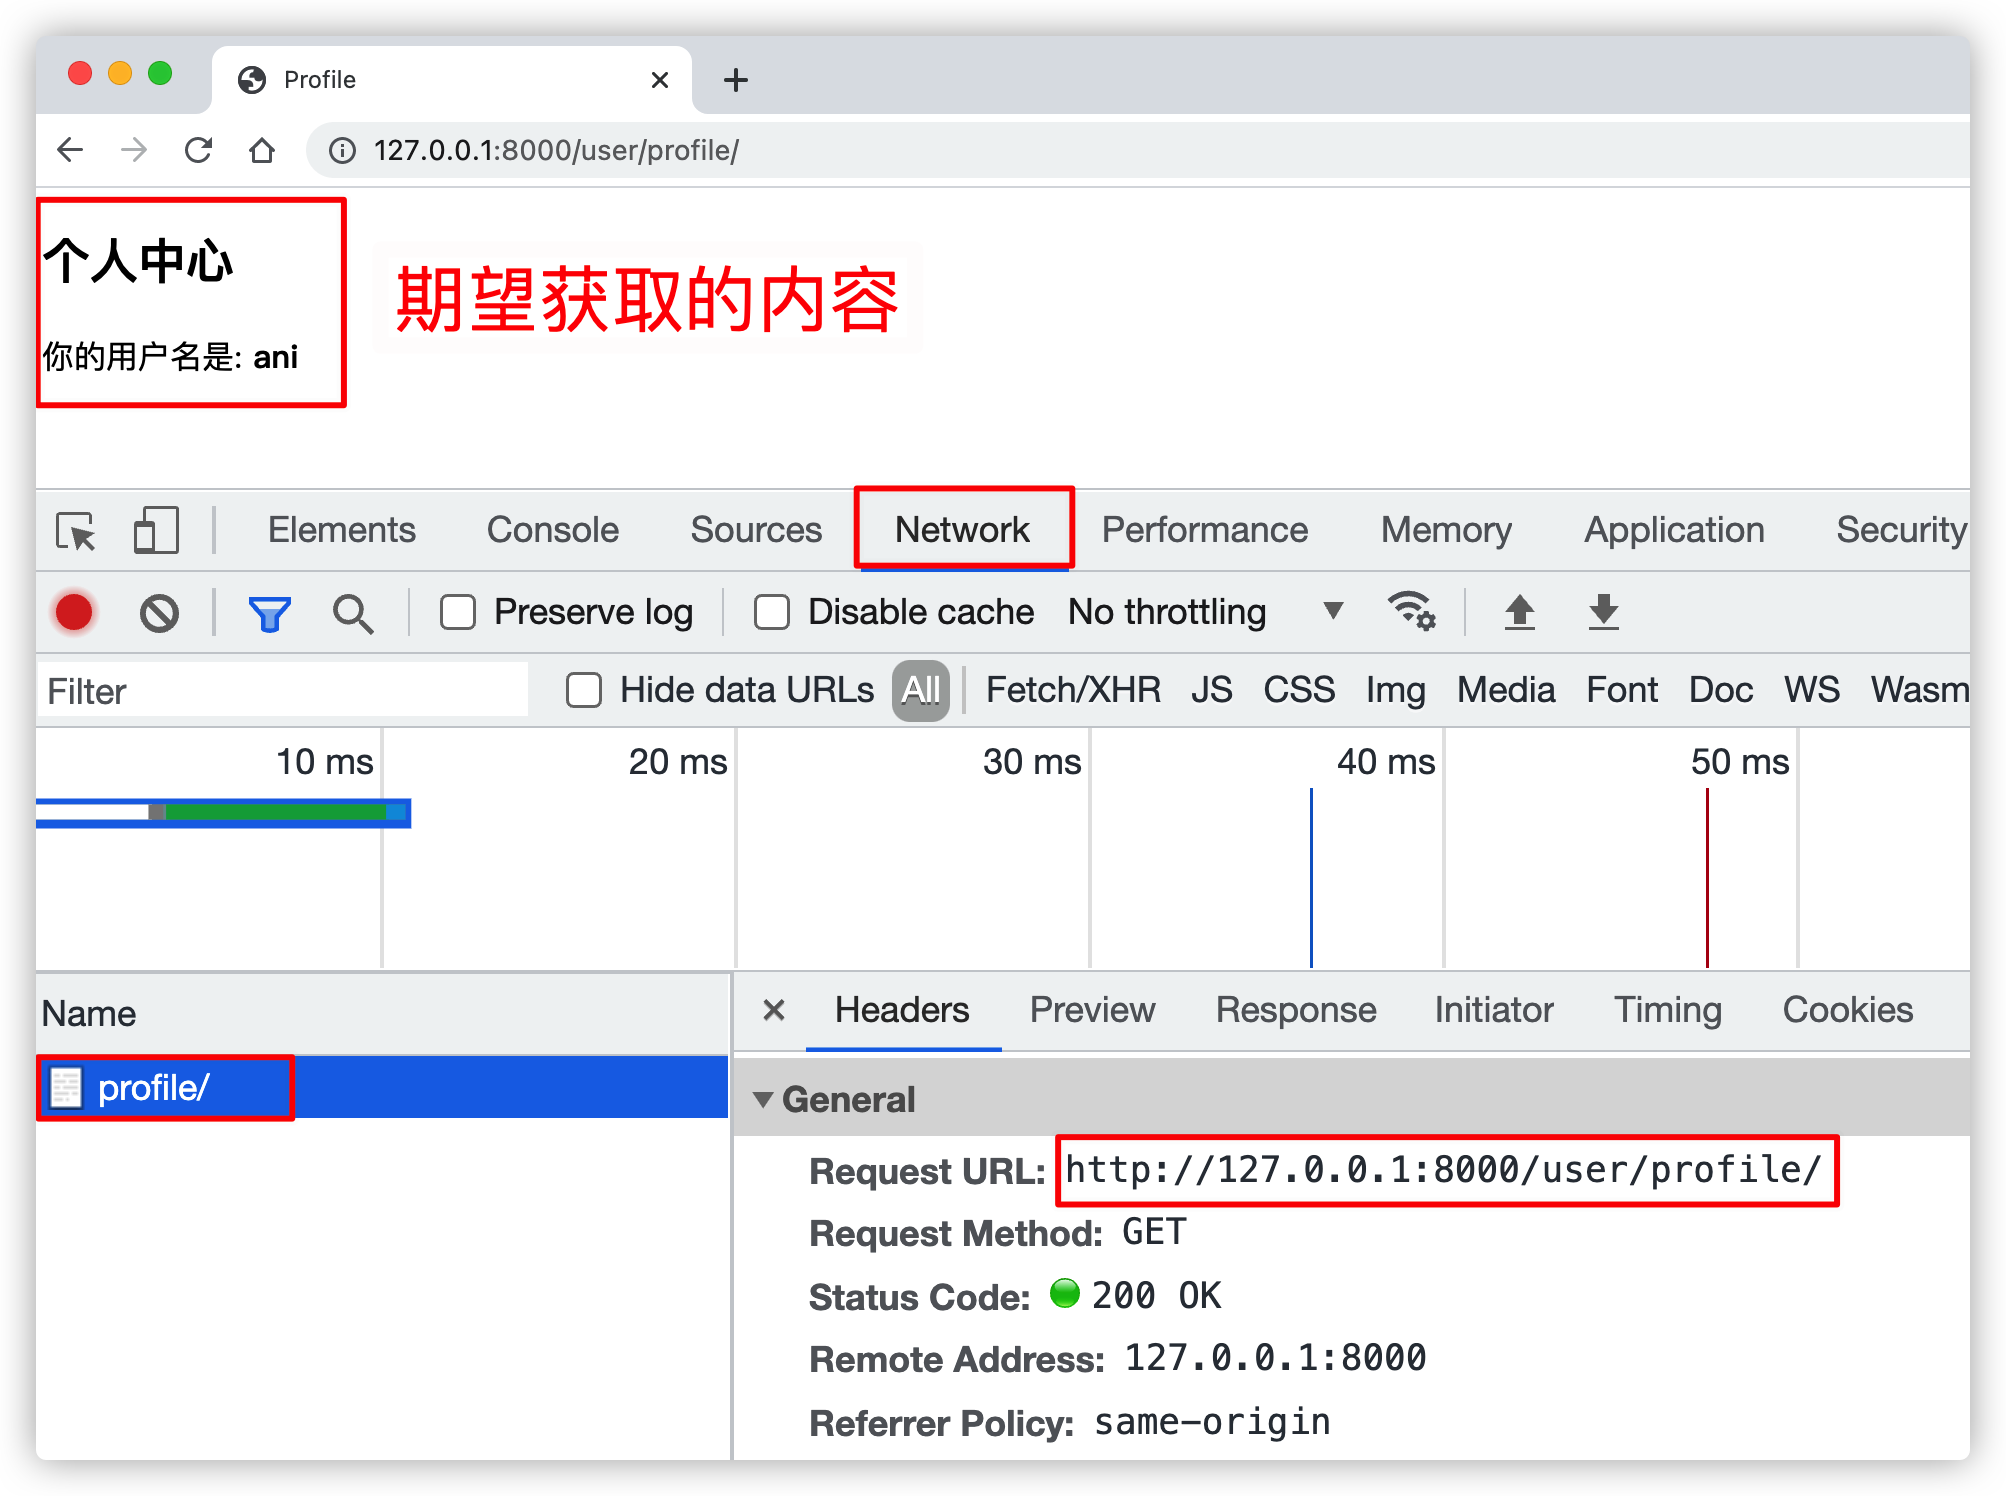 Profile
127.0.0.1:8000/user/profile/
个人中心
期望获取的内容
你的用户名是: ani
Elements Console Sources Network Performance Memory Application Security
Preserve log Disable cache No throttling
Filter Hide data URLs All Fetch/XHR JS CSS Img Media Font Doc WS Wasm
10 ms 20 ms 30 ms 40 ms 50 ms
Name
Headers Preview Response Initiator Timing Cookies
profile/
General
Request URL: http://127.0.0.1:8000/user/profile/
Request Method: GET
Status Code: 200 OK
Remote Address: 127.0.0.1:8000
Referrer Policy: same-origin